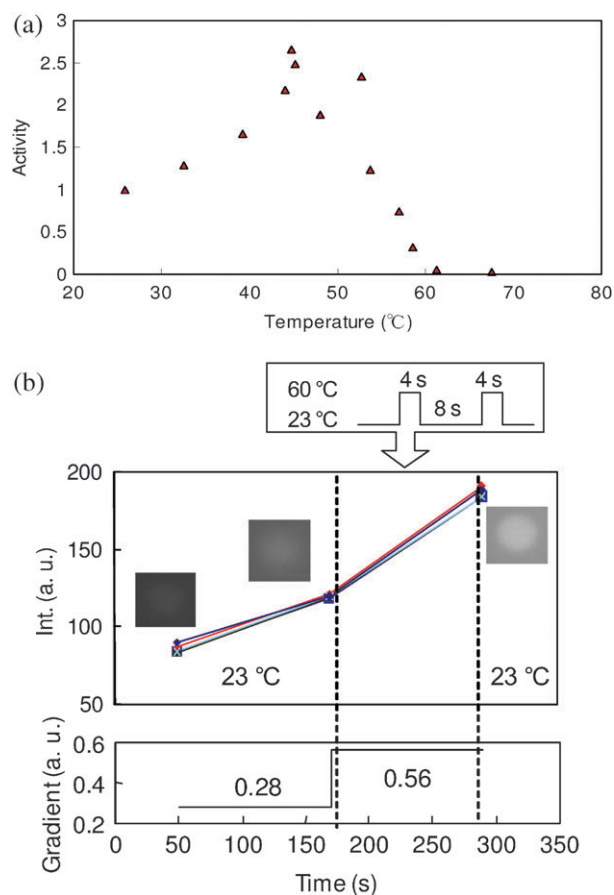 (a)
3
2.5
2
1.5
1
0.5
0
Activity
20 30 40 50 60 70 80
Temperature (℃)
(b)
60 °C
23 °C
4 s 4 s
8 s
200
150
100
50
Int. (a. u.)
23 °C 23 °C
0.6
0.4
0.2
Gradient (a. u.)
0.28 0.56
0 50 100 150 200 250 300 350
Time (s)